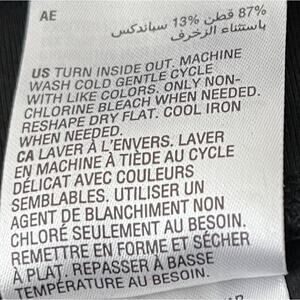 AE
87% قطن 13% سباندكس
باستثناء الزخرف
US TURN INSIDE OUT. MACHINE
WASH COLD GENTLE CYCLE
WITH LIKE COLORS. ONLY NON-
CHLORINE BLEACH WHEN NEEDED.
RESHAPE DRY FLAT. COOL IRON
WHEN NEEDED.
CA LAVER À L'ENVERS. LAVER
EN MACHINE À TIÈDE AU CYCLE
DÉLICAT AVEC COULEURS
SEMBLABLES. UTILISER UN
AGENT DE BLANCHIMENT NON
CHLORÉ SEULEMENT AU BESOIN.
REMETTRE EN FORME ET SÉCHER
À PLAT. REPASSER À BASSE
TEMPÉRATURE AU BESOIN.